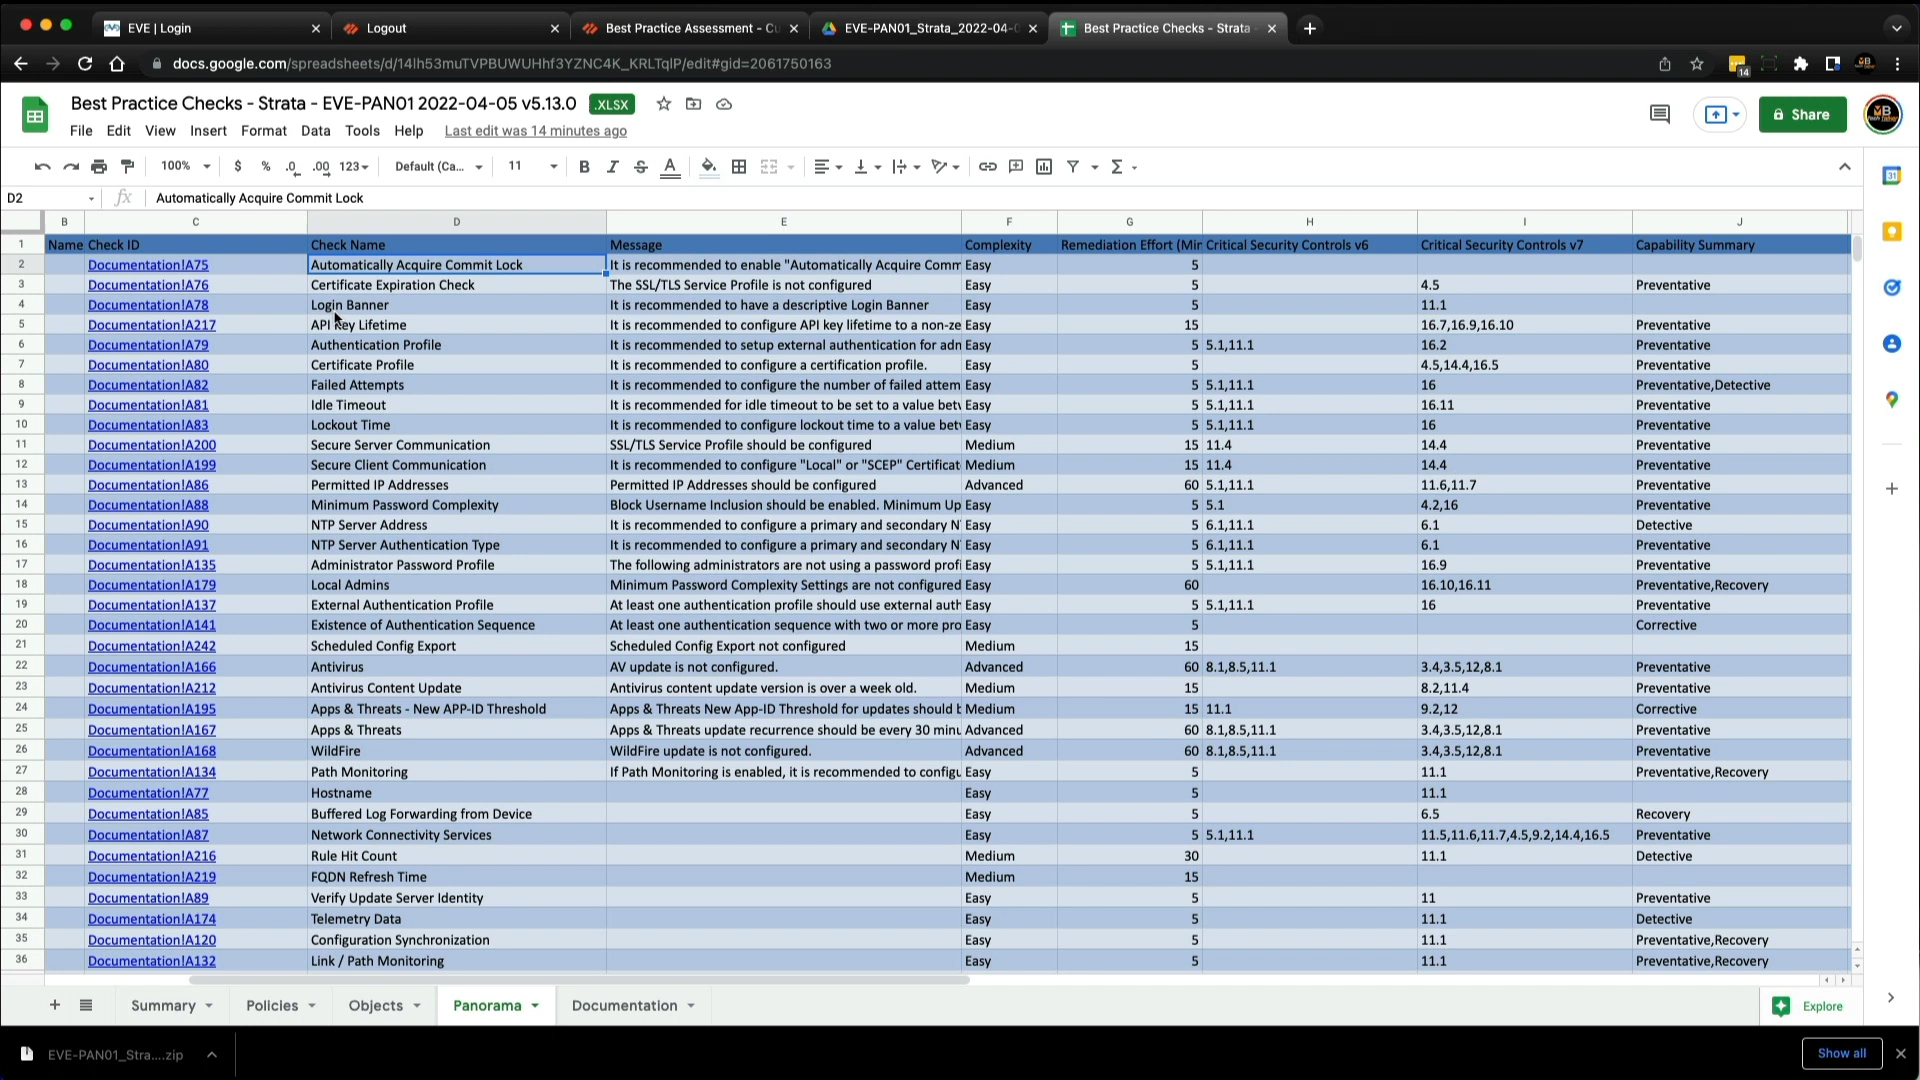 EVE | Login
Logout
Best Practice Assessment - Cu
EVE-PAN01_Strata_2022-04-0
Best Practice Checks - Strata
docs.google.com/spreadsheets/d/14lh53muTVPBUWUHhf3YZNC4K_KRLTqlP/edit#gid=2061750163
14
Best Practice Checks - Strata - EVE-PAN01 2022-04-05 v5.13.0 .XLSX
Share
File Edit View Insert Format Data Tools Help Last edit was 14 minutes ago
100% $ % .0 .00 123 Default (Ca... 11 B I S A
31
D2 fx Automatically Acquire Commit Lock
B C D E F G H I J
1 Name Check ID Check Name Message Complexity Remediation Effort (Min Critical Security Controls v6 Critical Security Controls v7 Capability Summary
2 Documentation!A75 Automatically Acquire Commit Lock It is recommended to enable "Automatically Acquire Comm Easy 5
3 Documentation!A76 Certificate Expiration Check The SSL/TLS Service Profile is not configured Easy 5 4.5 Preventative
4 Documentation!A78 Login Banner It is recommended to have a descriptive Login Banner Easy 5 11.1
5 Documentation!A217 API Key Lifetime It is recommended to configure API key lifetime to a non-ze Easy 15 16.7,16.9,16.10 Preventative
6 Documentation!A79 Authentication Profile It is recommended to setup external authentication for adn Easy 5 5.1,11.1 16.2 Preventative
7 Documentation!A80 Certificate Profile It is recommended to configure a certification profile. Easy 5 4.5,14.4,16.5 Preventative
8 Documentation!A82 Failed Attempts It is recommended to configure the number of failed attem Easy 5 5.1,11.1 16 Preventative,Detective
9 Documentation!A81 Idle Timeout It is recommended for idle timeout to be set to a value betv Easy 5 5.1,11.1 16.11 Preventative
10 Documentation!A83 Lockout Time It is recommended to configure lockout time to a value betv Easy 5 5.1,11.1 16 Preventative
11 Documentation!A200 Secure Server Communication SSL/TLS Service Profile should be configured Medium 15 11.4 14.4 Preventative
12 Documentation!A199 Secure Client Communication It is recommended to configure "Local" or "SCEP" Certificat Medium 15 11.4 14.4 Preventative
13 Documentation!A86 Permitted IP Addresses Permitted IP Addresses should be configured Advanced 60 5.1,11.1 11.6,11.7 Preventative
14 Documentation!A88 Minimum Password Complexity Block Username Inclusion should be enabled. Minimum Up Easy 5 5.1 4.2,16 Preventative
15 Documentation!A90 NTP Server Address It is recommended to configure a primary and secondary N Easy 5 6.1,11.1 6.1 Detective
16 Documentation!A91 NTP Server Authentication Type It is recommended to configure a primary and secondary N Easy 5 6.1,11.1 6.1 Preventative
17 Documentation!A135 Administrator Password Profile The following administrators are not using a password profi Easy 5 5.1,11.1 16.9 Preventative
18 Documentation!A179 Local Admins Minimum Password Complexity Settings are not configured Easy 60 16.10,16.11 Preventative,Recovery
19 Documentation!A137 External Authentication Profile At least one authentication profile should use external auth Easy 5 5.1,11.1 16 Preventative
20 Documentation!A141 Existence of Authentication Sequence At least one authentication sequence with two or more pro Easy 5 Corrective
21 Documentation!A242 Scheduled Config Export Scheduled Config Export not configured Medium 15
22 Documentation!A166 Antivirus AV update is not configured. Advanced 60 8.1,8.5,11.1 3.4,3.5,12,8.1 Preventative
23 Documentation!A212 Antivirus Content Update Antivirus content update version is over a week old. Medium 15 8.2,11.4 Preventative
24 Documentation!A195 Apps & Threats - New APP-ID Threshold Apps & Threats New App-ID Threshold for updates should b Medium 15 11.1 9.2,12 Corrective
25 Documentation!A167 Apps & Threats Apps & Threats update recurrence should be every 30 minu Advanced 60 8.1,8.5,11.1 3.4,3.5,12,8.1 Preventative
26 Documentation!A168 WildFire WildFire update is not configured. Advanced 60 8.1,8.5,11.1 3.4,3.5,12,8.1 Preventative
27 Documentation!A134 Path Monitoring If Path Monitoring is enabled, it is recommended to configu Easy 5 11.1 Preventative,Recovery
28 Documentation!A77 Hostname Easy 5 11.1
29 Documentation!A85 Buffered Log Forwarding from Device Easy 5 6.5 Recovery
30 Documentation!A87 Network Connectivity Services Easy 5 5.1,11.1 11.5,11.6,11.7,4.5,9.2,14.4,16.5 Preventative
31 Documentation!A216 Rule Hit Count Medium 30 11.1 Detective
32 Documentation!A219 FQDN Refresh Time Medium 15
33 Documentation!A89 Verify Update Server Identity Easy 5 11 Preventative
34 Documentation!A174 Telemetry Data Easy 5 11.1 Detective
35 Documentation!A120 Configuration Synchronization Easy 5 11.1 Preventative,Recovery
36 Documentation!A132 Link / Path Monitoring Easy 5 11.1 Preventative,Recovery
Summary Policies Objects Panorama Documentation Explore
EVE-PAN01_Stra....zip Show all